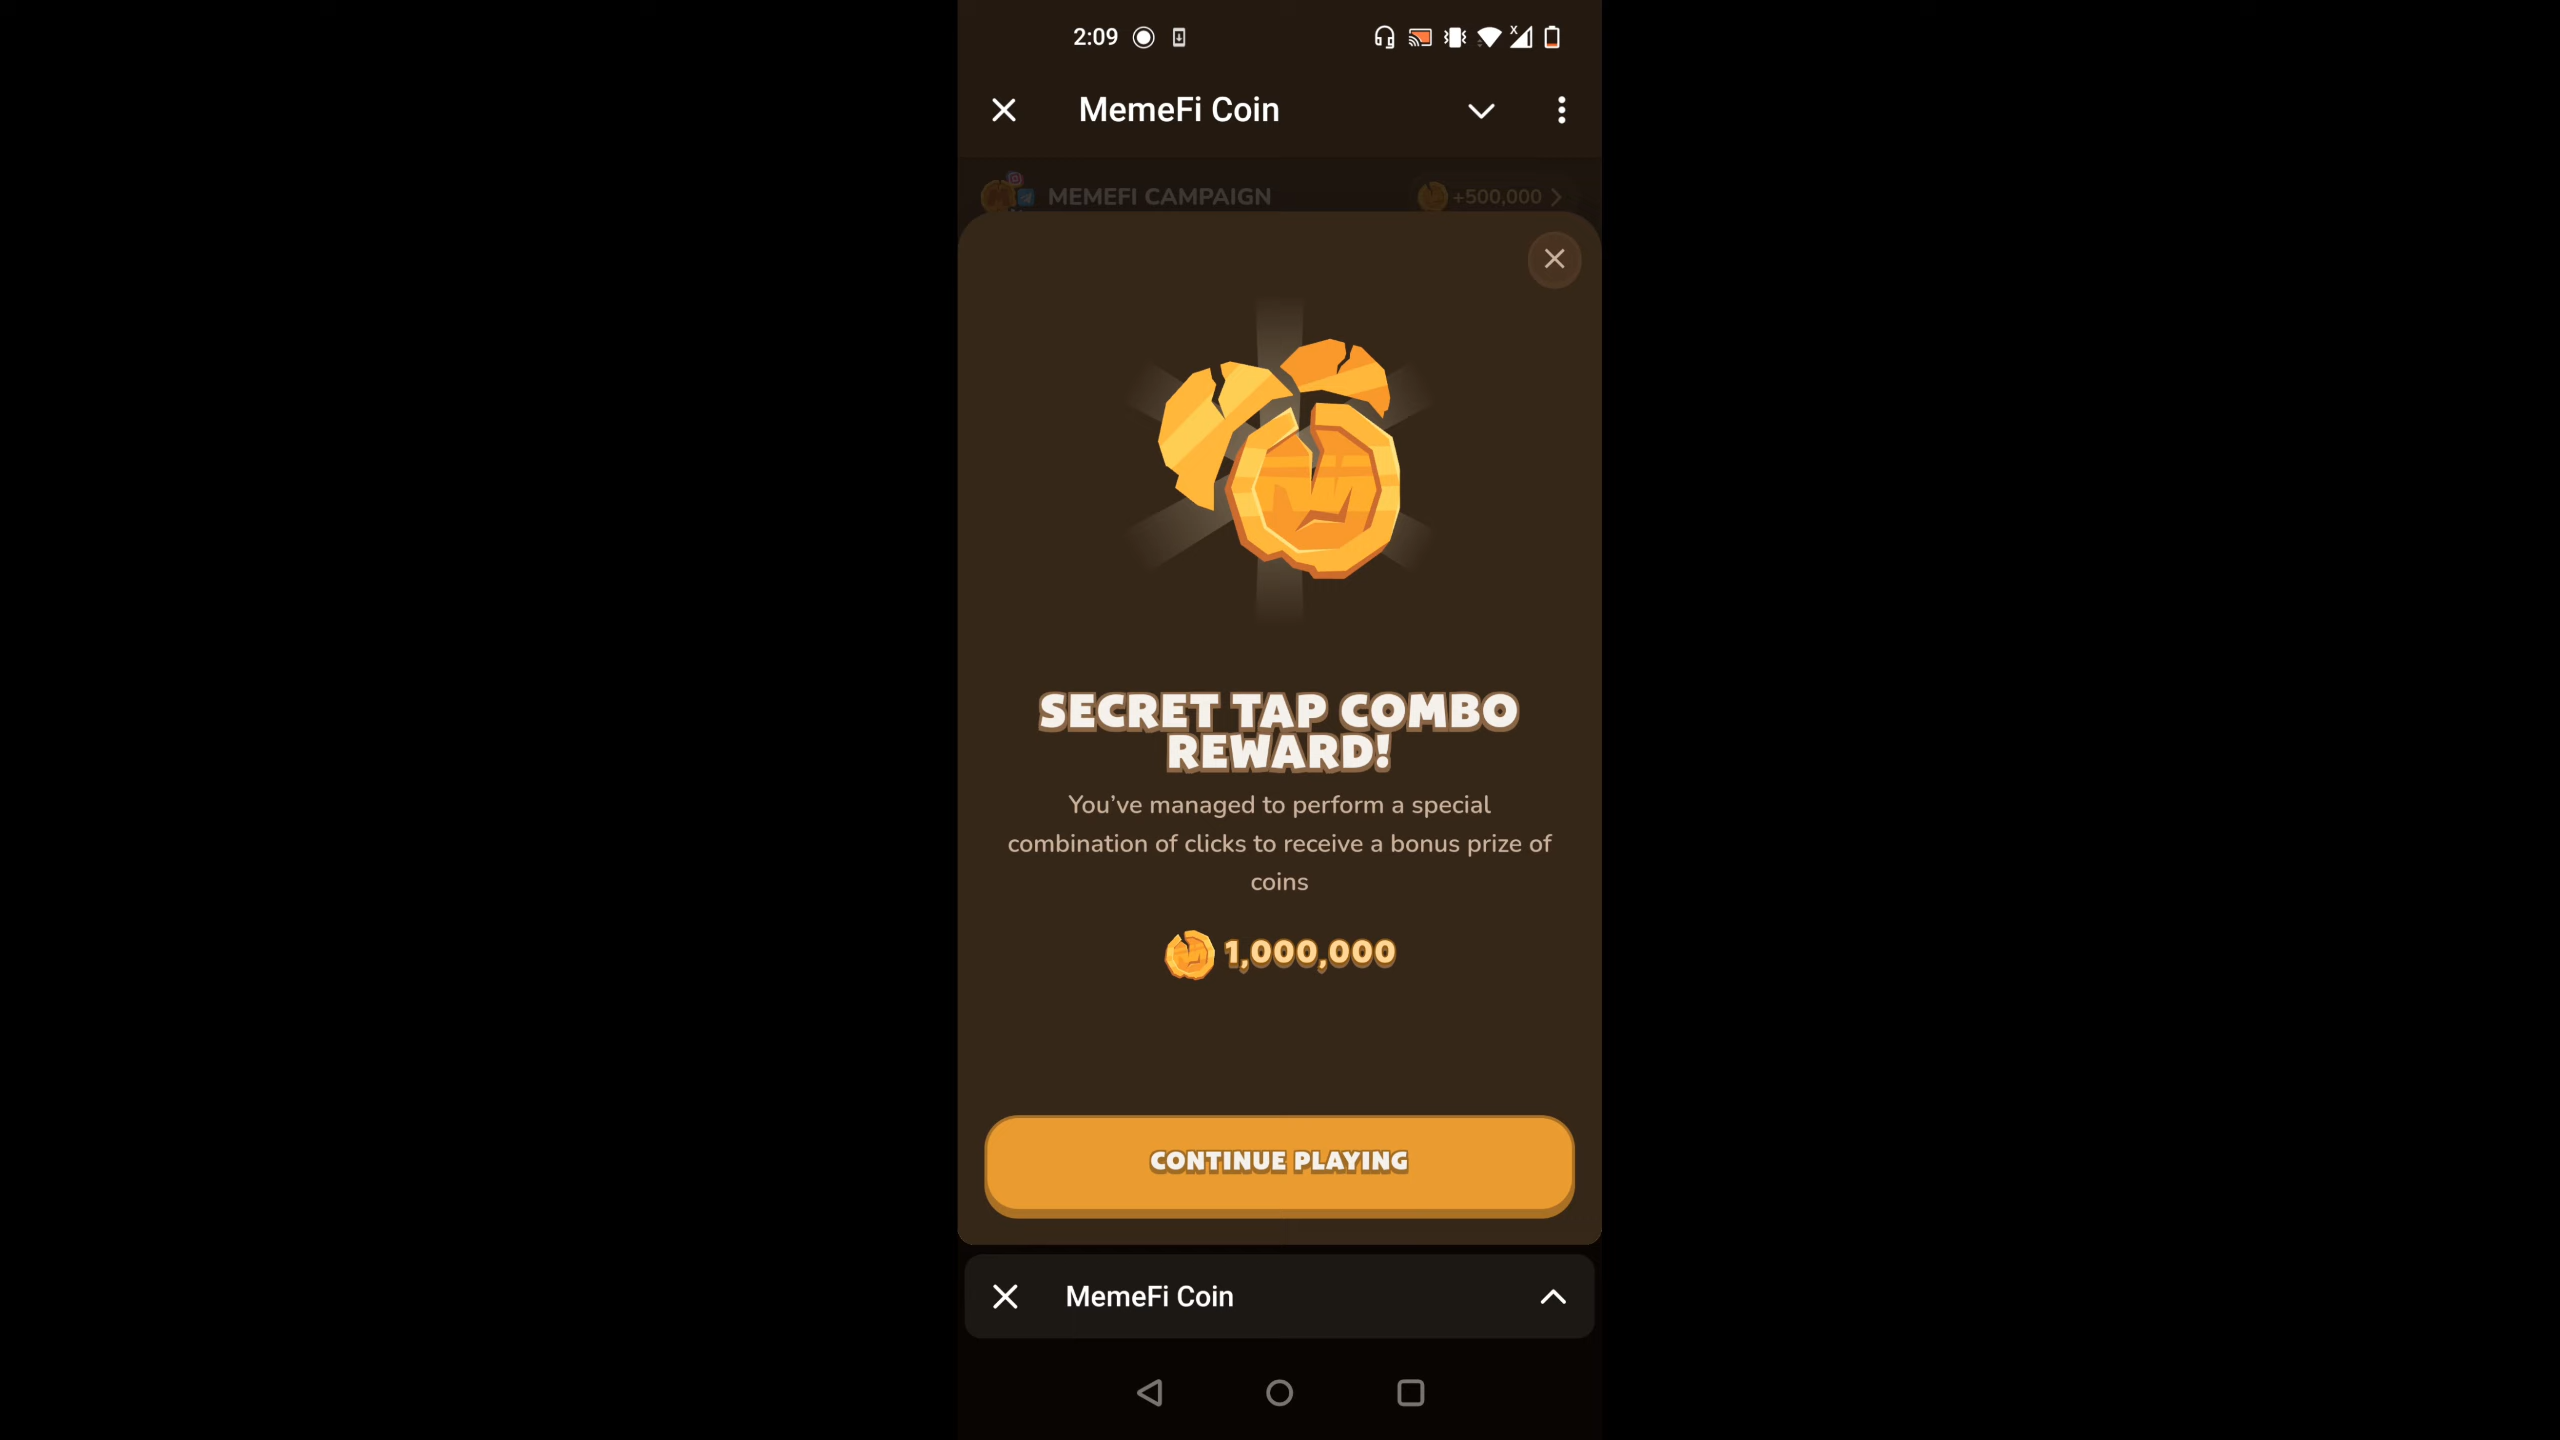 2:09
MemeFi Coin
MEMEFI CAMPAIGN
+500,000
SECRET TAP COMBO
REWARD!
You’ve managed to perform a special
combination of clicks to receive a bonus prize of
coins
1,000,000
CONTINUE PLAYING
MemeFi Coin